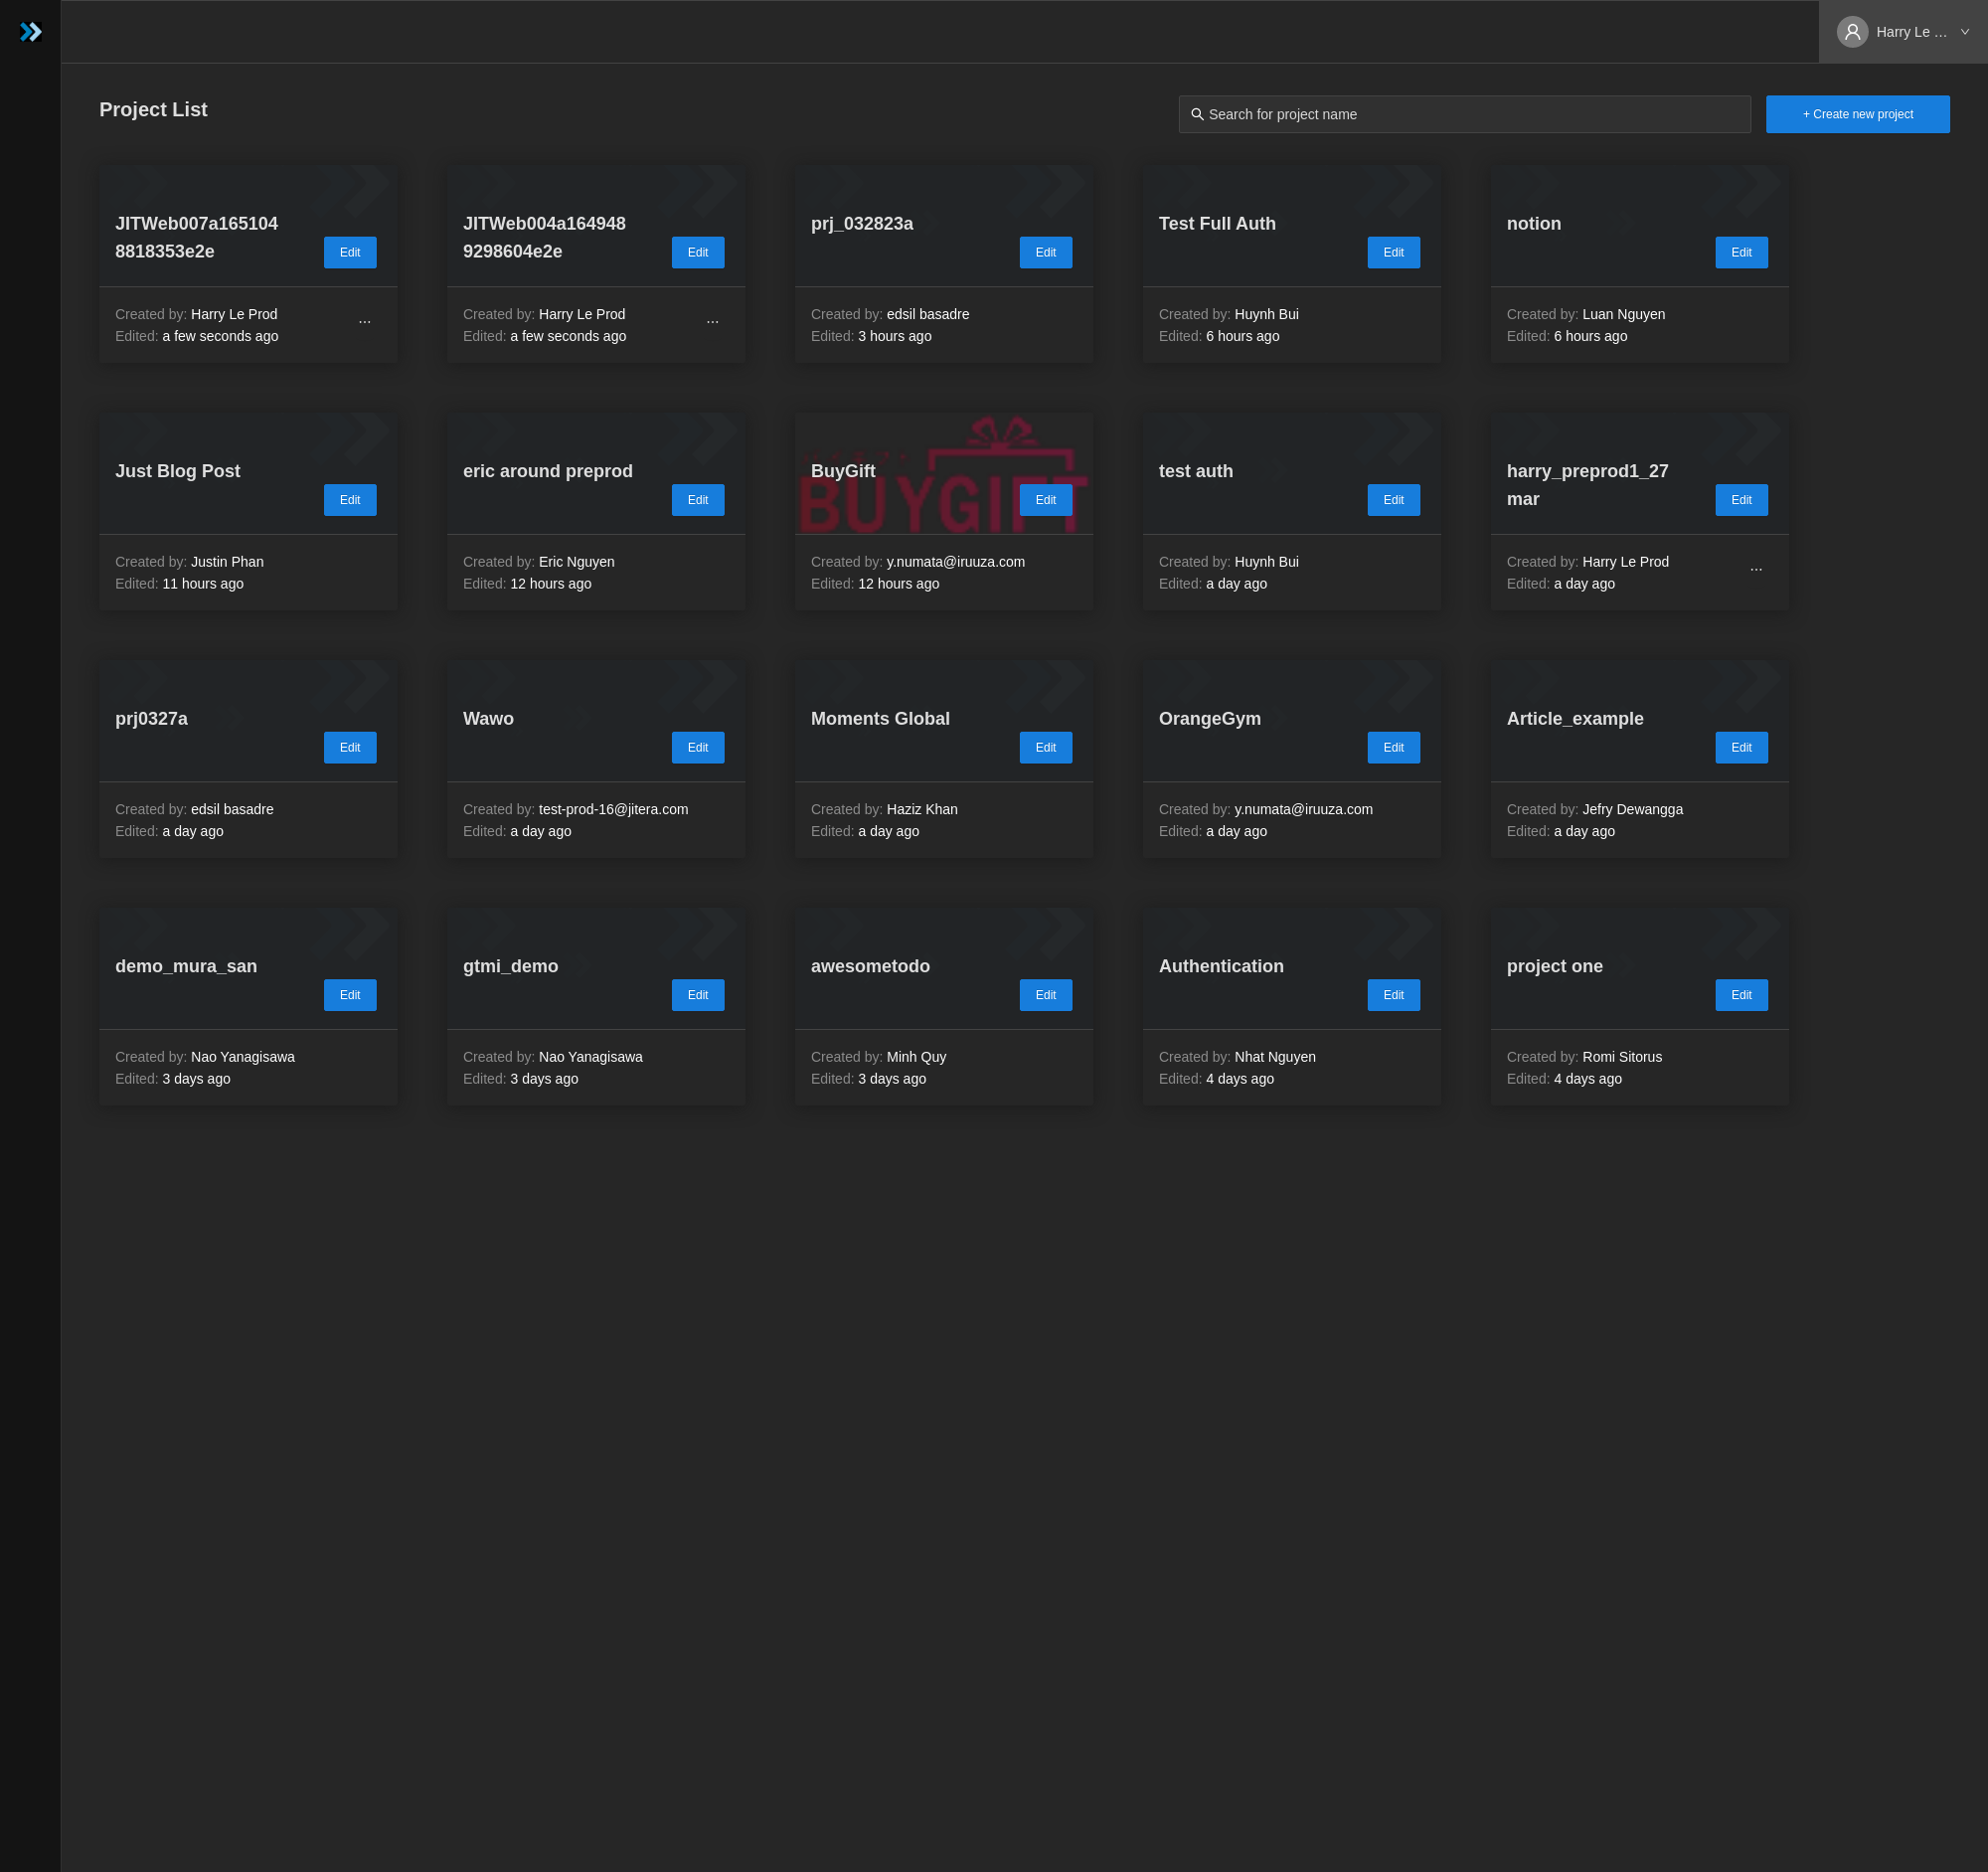 Harry Le ...
Project List
Search for project name
+ Create new project
JITWeb007a165104
8818353e2e
Edit
Created by: Harry Le Prod
Edited: a few seconds ago
...
JITWeb004a164948
9298604e2e
Edit
Created by: Harry Le Prod
Edited: a few seconds ago
...
prj_032823a
Edit
Created by: edsil basadre
Edited: 3 hours ago
Test Full Auth
Edit
Created by: Huynh Bui
Edited: 6 hours ago
notion
Edit
Created by: Luan Nguyen
Edited: 6 hours ago
Just Blog Post
Edit
Created by: Justin Phan
Edited: 11 hours ago
eric around preprod
Edit
Created by: Eric Nguyen
Edited: 12 hours ago
BuyGift
BUYGIFT
Edit
Created by: y.numata@iruuza.com
Edited: 12 hours ago
test auth
Edit
Created by: Huynh Bui
Edited: a day ago
harry_preprod1_27
mar
Edit
Created by: Harry Le Prod
Edited: a day ago
...
prj0327a
Edit
Created by: edsil basadre
Edited: a day ago
Wawo
Edit
Created by: test-prod-16@jitera.com
Edited: a day ago
Moments Global
Edit
Created by: Haziz Khan
Edited: a day ago
OrangeGym
Edit
Created by: y.numata@iruuza.com
Edited: a day ago
Article_example
Edit
Created by: Jefry Dewangga
Edited: a day ago
demo_mura_san
Edit
Created by: Nao Yanagisawa
Edited: 3 days ago
gtmi_demo
Edit
Created by: Nao Yanagisawa
Edited: 3 days ago
awesometodo
Edit
Created by: Minh Quy
Edited: 3 days ago
Authentication
Edit
Created by: Nhat Nguyen
Edited: 4 days ago
project one
Edit
Created by: Romi Sitorus
Edited: 4 days ago